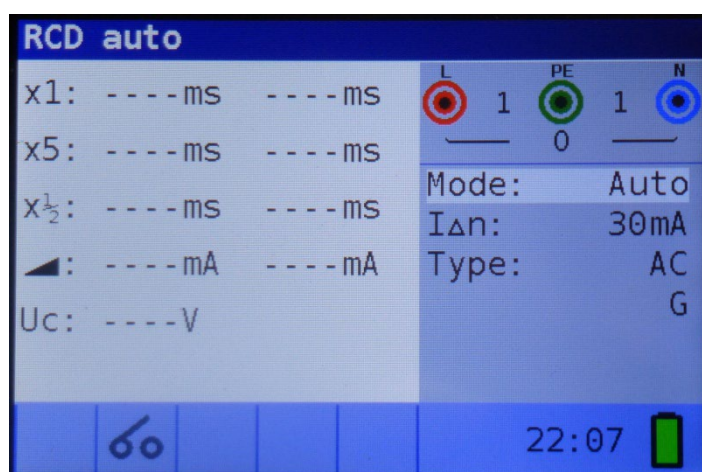 RCD auto
x1: ----ms ----ms
x5: ----ms ----ms
x½: ----ms ----ms
◢: ----mA ----mA
Uc: ----V
L PE N
1 1
0
Mode: Auto
I∆n: 30mA
Type: AC
G
22:07